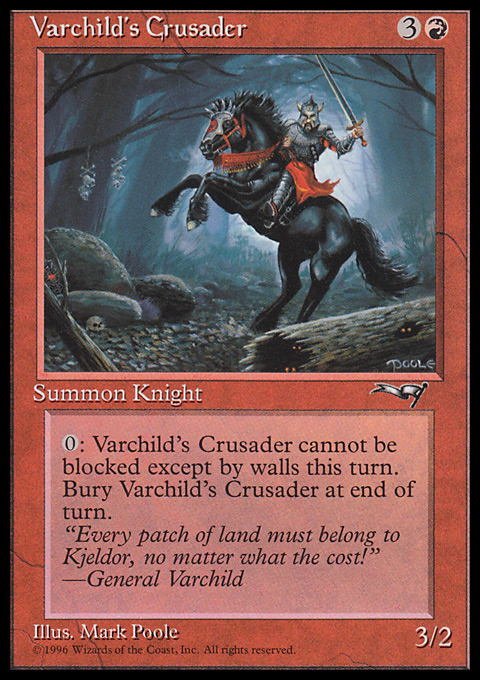 Varchild's Crusader 3
POOLE
Summon Knight
0: Varchild's Crusader cannot be
blocked except by walls this turn.
Bury Varchild's Crusader at end of
turn.
“Every patch of land must belong to
Kjeldor, no matter what the cost!”
—General Varchild
Illus. Mark Poole
3/2
©1996 Wizards of the Coast, Inc. All rights reserved.